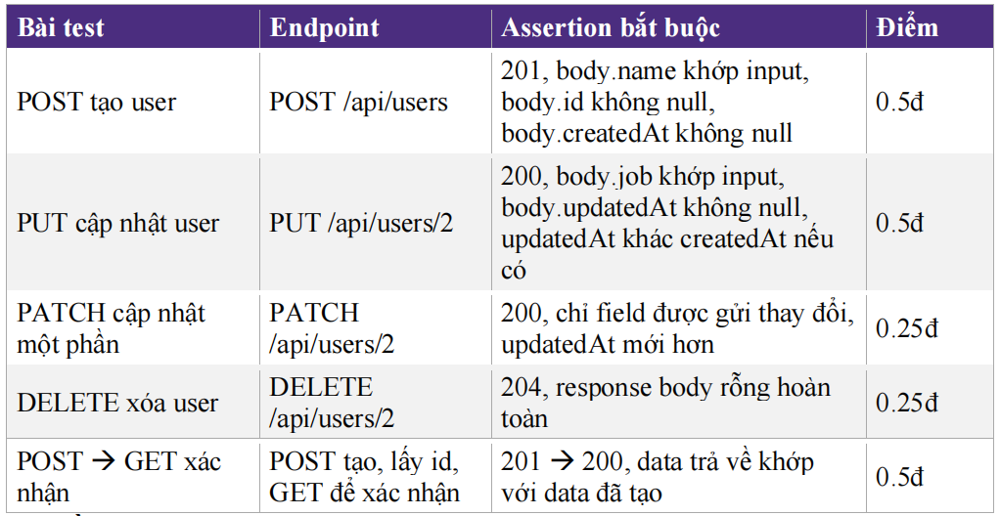 Bài test Endpoint Assertion bắt buộc Điểm
POST tạo user POST /api/users 201, body.name khớp input,
body.id không null,
body.createdAt không null 0.5đ
PUT cập nhật user PUT /api/users/2 200, body.job khớp input,
body.updatedAt không null,
updatedAt khác createdAt nếu
có 0.5đ
PATCH cập nhật
một phần PATCH
/api/users/2 200, chỉ field được gửi thay đổi,
updatedAt mới hơn 0.25đ
DELETE xóa user DELETE
/api/users/2 204, response body rỗng hoàn
toàn 0.25đ
POST → GET xác
nhận POST tạo, lấy id,
GET để xác nhận 201 → 200, data trả về khớp
với data đã tạo 0.5đ